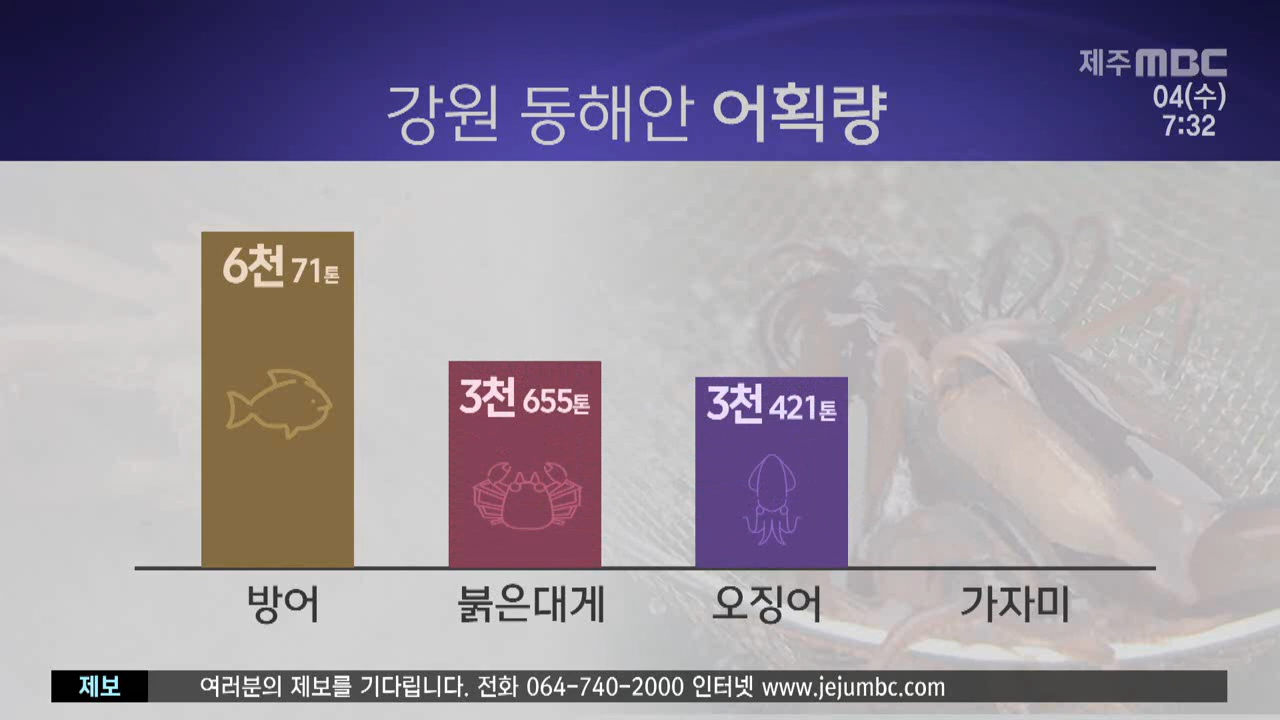 제주MBC
04(수)
7:32
강원 동해안 어획량
6천 71톤
3천 655톤
3천 421톤
방어
붉은대게
오징어
가자미
제보
여러분의 제보를 기다립니다. 전화 064-740-2000 인터넷 www.jejumbc.com